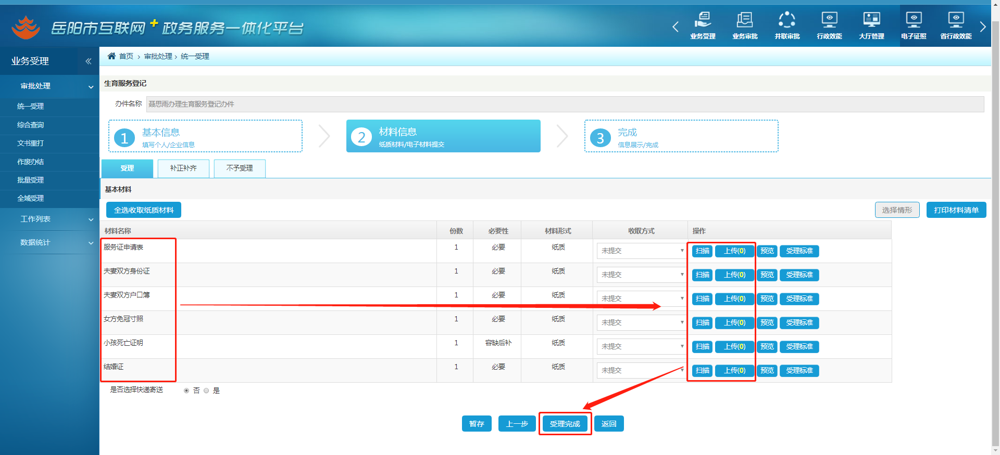 岳阳市互联网+政务服务一体化平台
业务受理 业务审批 并联审批 行政效能 大厅管理 电子证照 省行政效能
业务受理 «
首页 › 审批处理 › 统一受理
审批处理
统一受理
综合查询
文书重打
作废办结
批量受理
全域受理
工作列表
数据统计
生育服务登记
办件名称 聂思雨办理生育服务登记办件
1 基本信息
填写个人/企业信息
2 材料信息
纸质材料/电子材料提交
3 完成
信息展示/完成
受理 补正补齐 不予受理
基本材料
全选收取纸质材料 选择情形 打印材料清单
材料名称 份数 必要性 材料形式 收取方式 操作
服务证申请表 1 必要 纸质 未提交 扫描 上传(0) 预览 受理标准
夫妻双方身份证 1 必要 纸质 未提交 扫描 上传(0) 预览 受理标准
夫妻双方户口簿 1 必要 纸质 未提交 扫描 上传(0) 预览 受理标准
女方免冠寸照 1 必要 纸质 未提交 扫描 上传(0) 预览 受理标准
小孩死亡证明 1 容缺后补 纸质 未提交 扫描 上传(0) 预览 受理标准
结婚证 1 必要 纸质 未提交 扫描 上传(0) 预览 受理标准
是否选择快递寄送 否 是
暂存 上一步 受理完成 返回